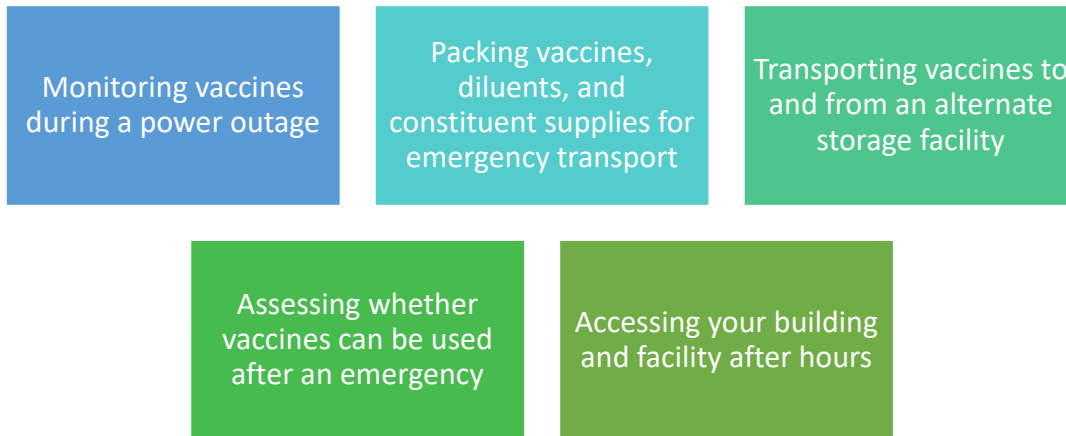 Monitoring vaccines
during a power outage
Packing vaccines,
diluents, and
constituent supplies for
emergency transport
Transporting vaccines to
and from an alternate
storage facility
Assessing whether
vaccines can be used
after an emergency
Accessing your building
and facility after hours